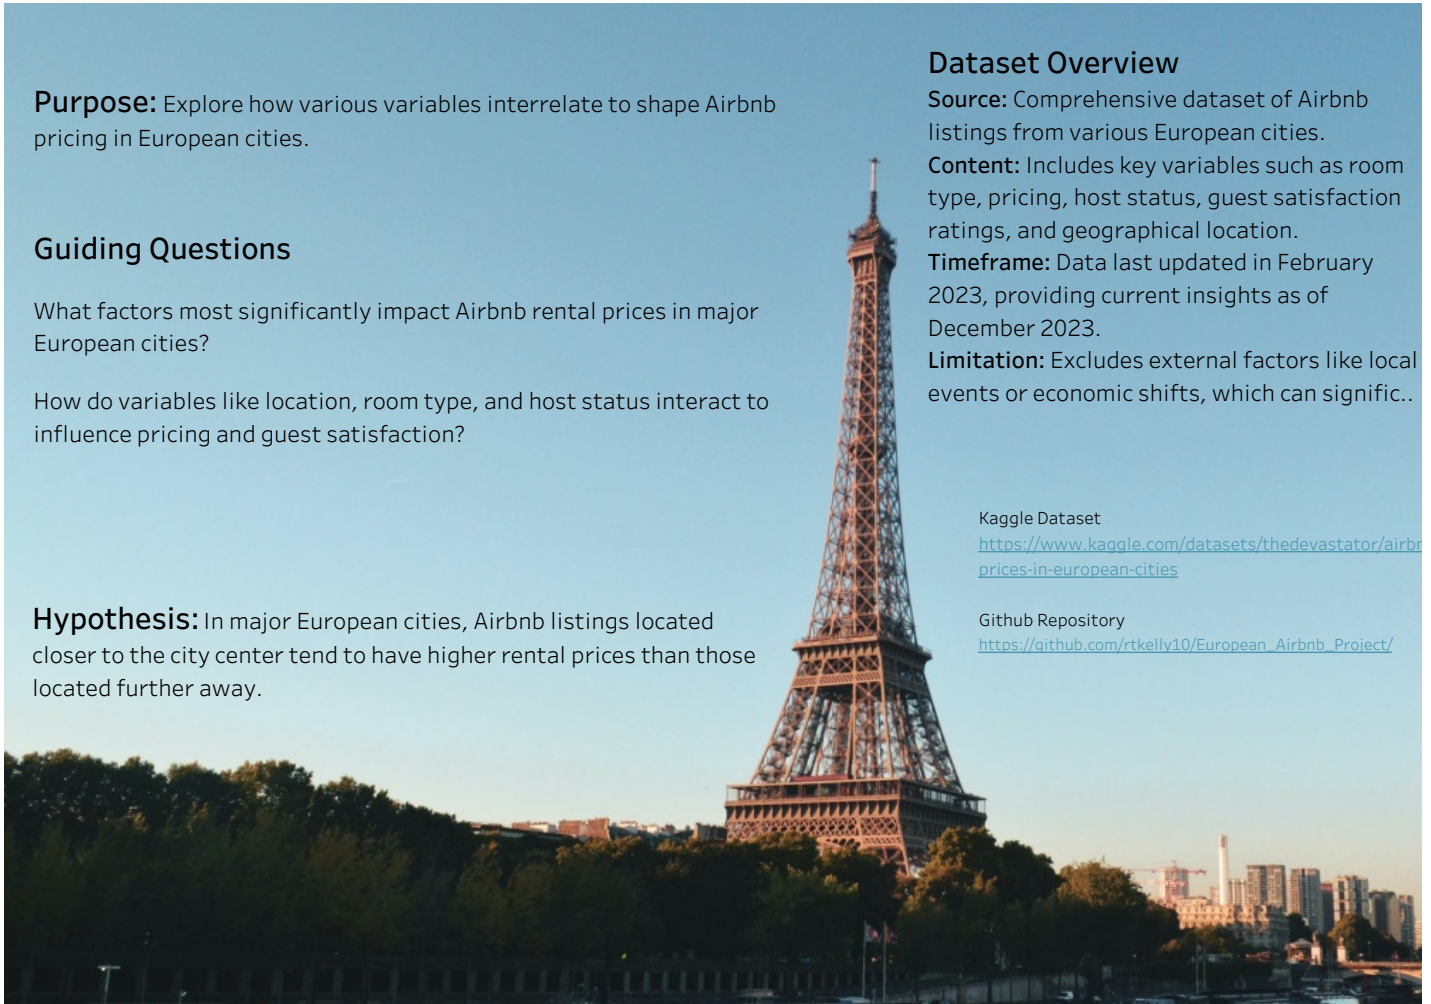 Purpose: Explore how various variables interrelate to shape Airbnb
pricing in European cities.
Guiding Questions
What factors most significantly impact Airbnb rental prices in major
European cities?
How do variables like location, room type, and host status interact to
influence pricing and guest satisfaction?
Hypothesis: In major European cities, Airbnb listings located
closer to the city center tend to have higher rental prices than those
located further away.
Dataset Overview
Source: Comprehensive dataset of Airbnb
listings from various European cities.
Content: Includes key variables such as room
type, pricing, host status, guest satisfaction
ratings, and geographical location.
Timeframe: Data last updated in February
2023, providing current insights as of
December 2023.
Limitation: Excludes external factors like local
events or economic shifts, which can signific..
Kaggle Dataset
https://www.kaggle.com/datasets/thedevastator/airbn
prices-in-european-cities
Github Repository
https://github.com/rtkelly10/European_Airbnb_Project/